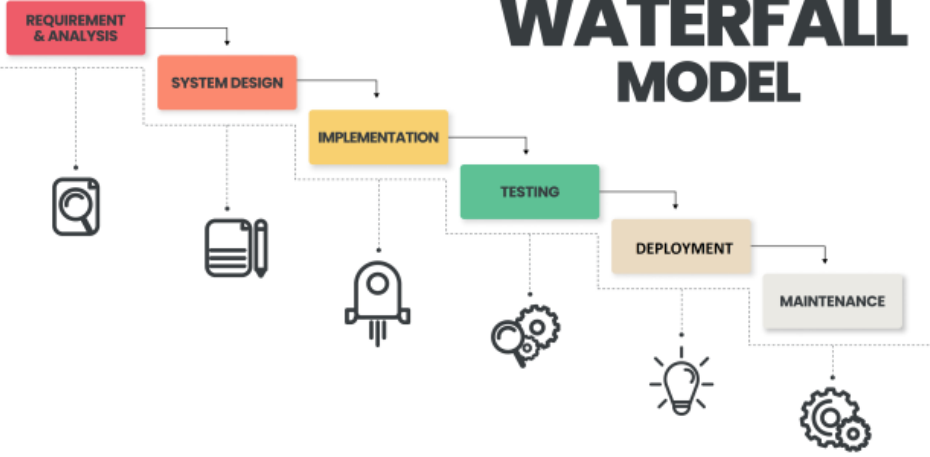 WATERFALL
MODEL
REQUIREMENT
& ANALYSIS
SYSTEM DESIGN
IMPLEMENTATION
TESTING
DEPLOYMENT
MAINTENANCE